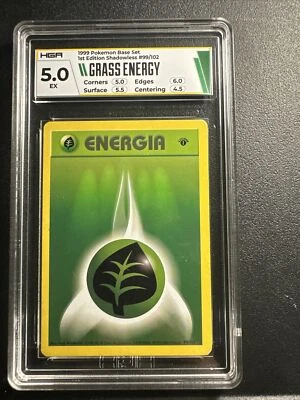 HGA
5.0
EX
1999 Pokemon Base Set
1st Edition Shadowless #99/102
GRASS ENERGY
Corners 5.0 Edges 6.0
Surface 5.5 Centering 4.5
ENERGIA
1